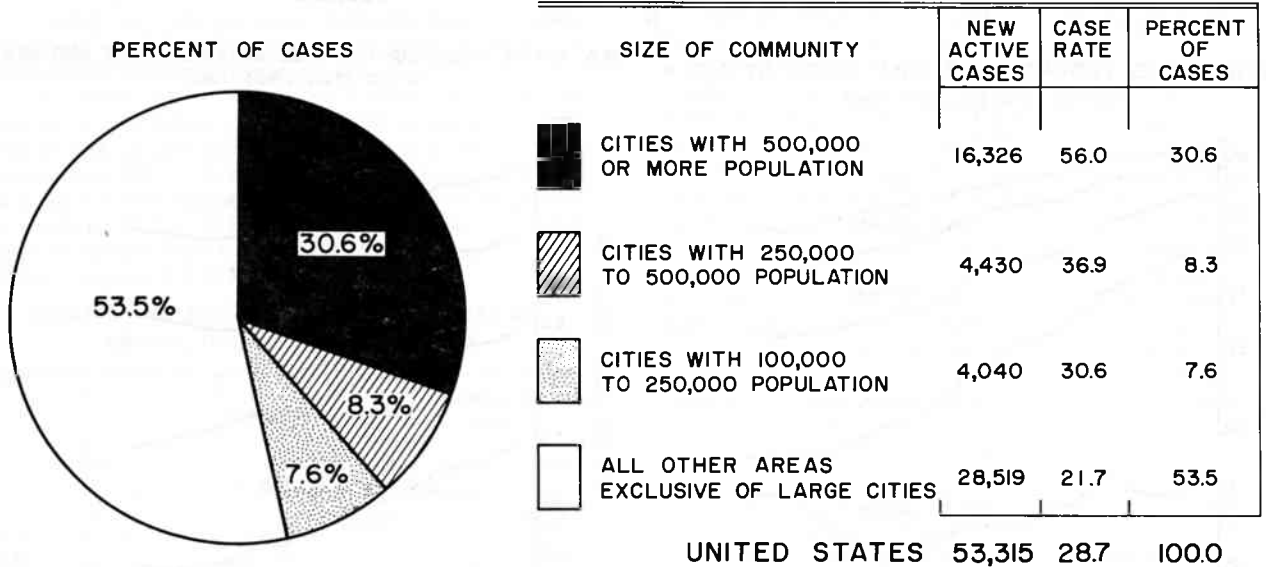 PERCENT OF CASES
30.6%
53.5%
8.3%
7.6%
SIZE OF COMMUNITY
NEW ACTIVE CASES
CASE RATE
PERCENT OF CASES
CITIES WITH 500,000
OR MORE POPULATION
16,326 56.0 30.6
CITIES WITH 250,000
TO 500,000 POPULATION
4,430 36.9 8.3
CITIES WITH 100,000
TO 250,000 POPULATION
4,040 30.6 7.6
ALL OTHER AREAS
EXCLUSIVE OF LARGE CITIES
28,519 21.7 53.5
UNITED STATES 53,315 28.7 100.0